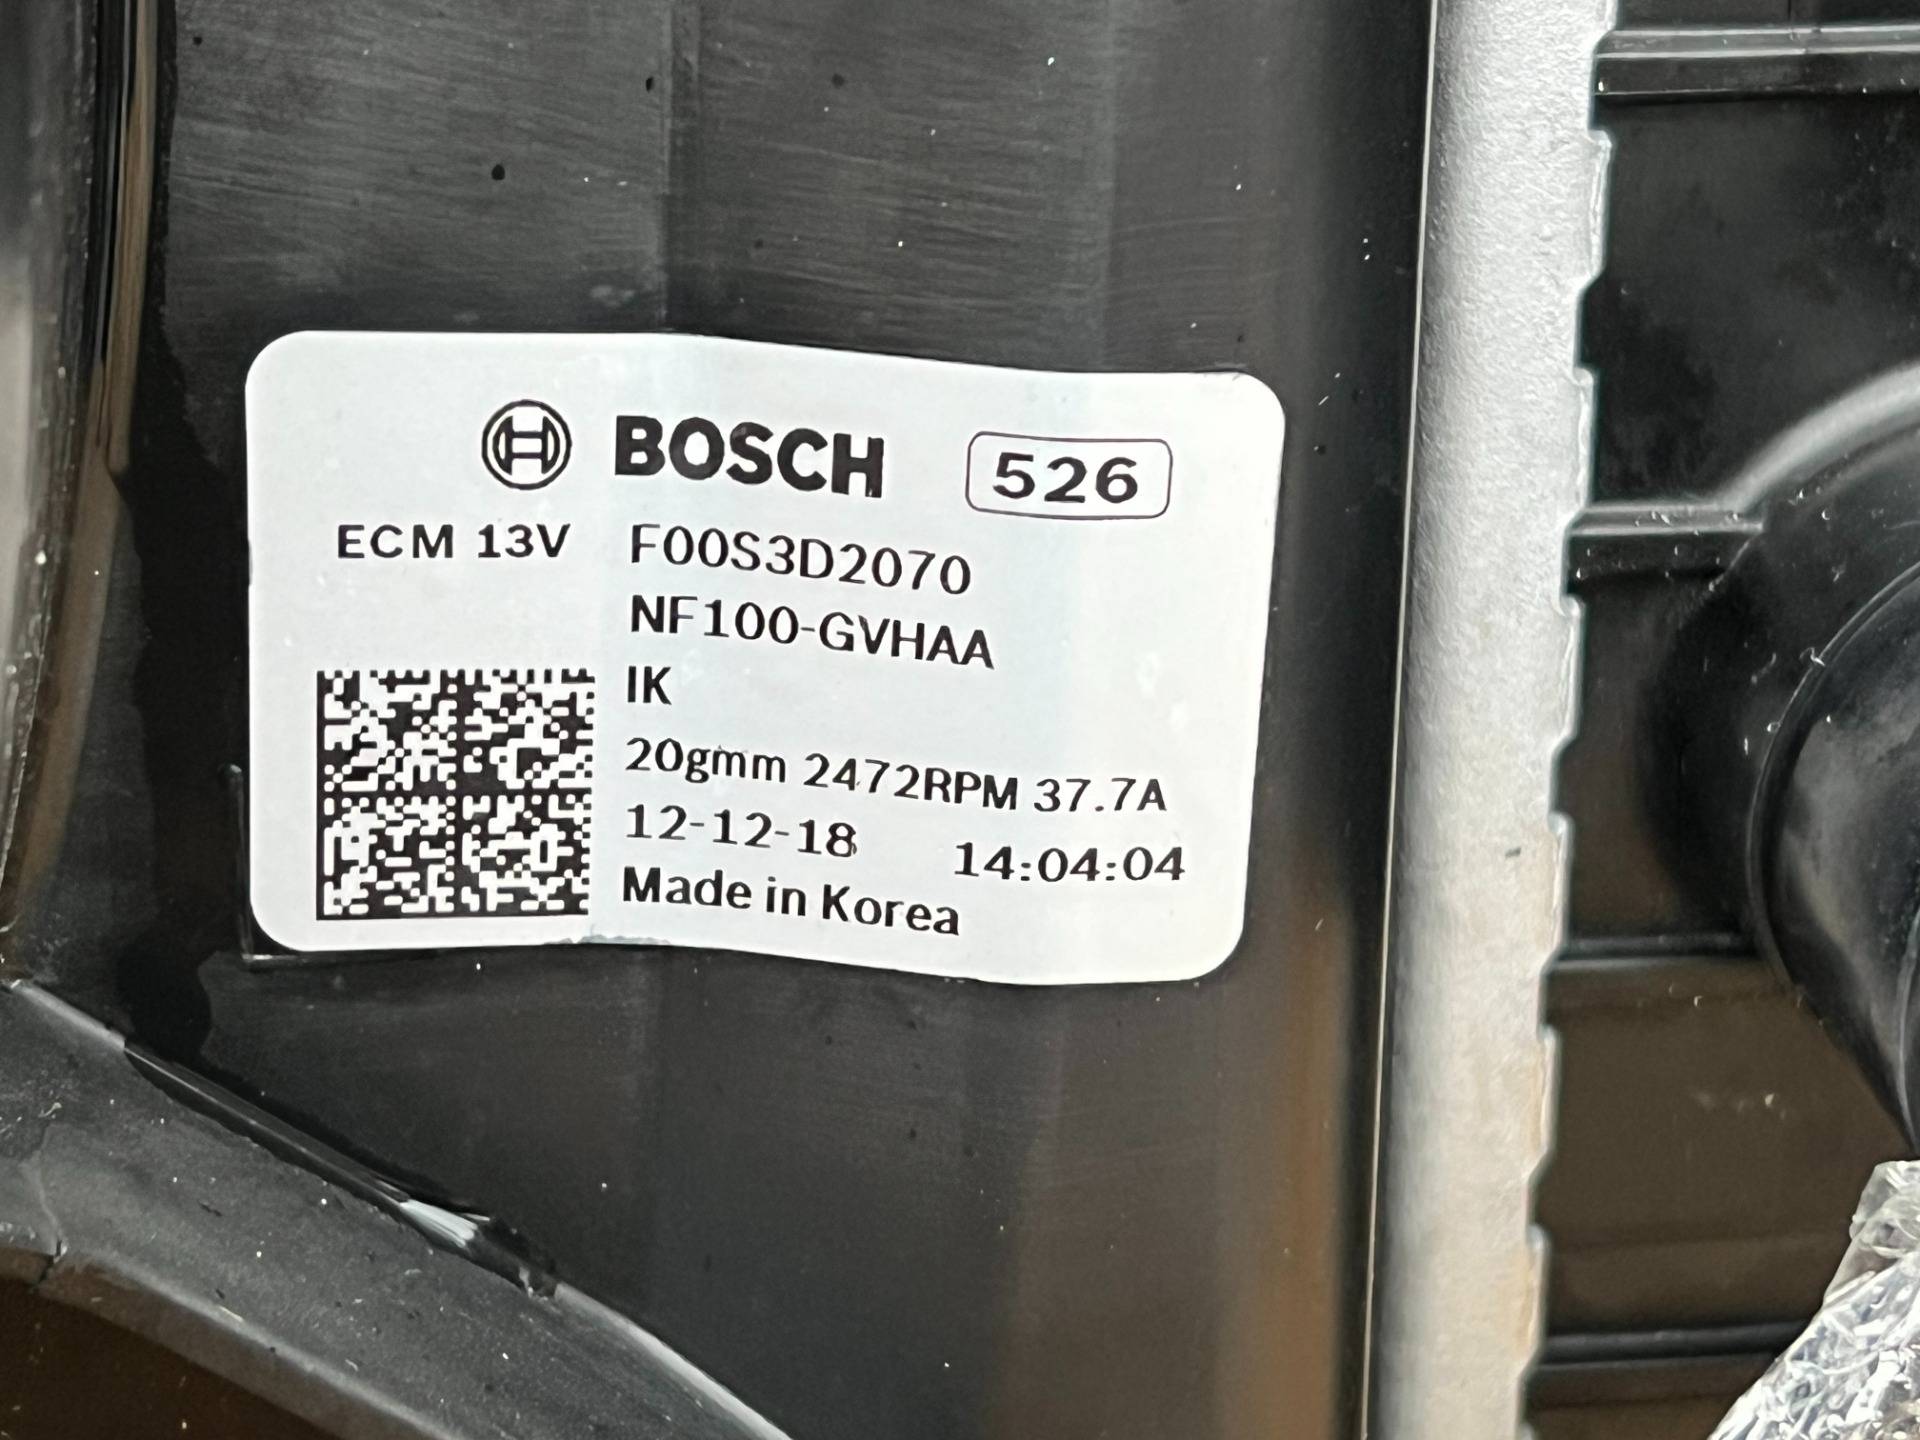 BOSCH 526
ECM 13V F00S3D2070
NF100-GVHAA
IK
20gmm 2472RPM 37.7A
12-12-18 14:04:04
Made in Korea